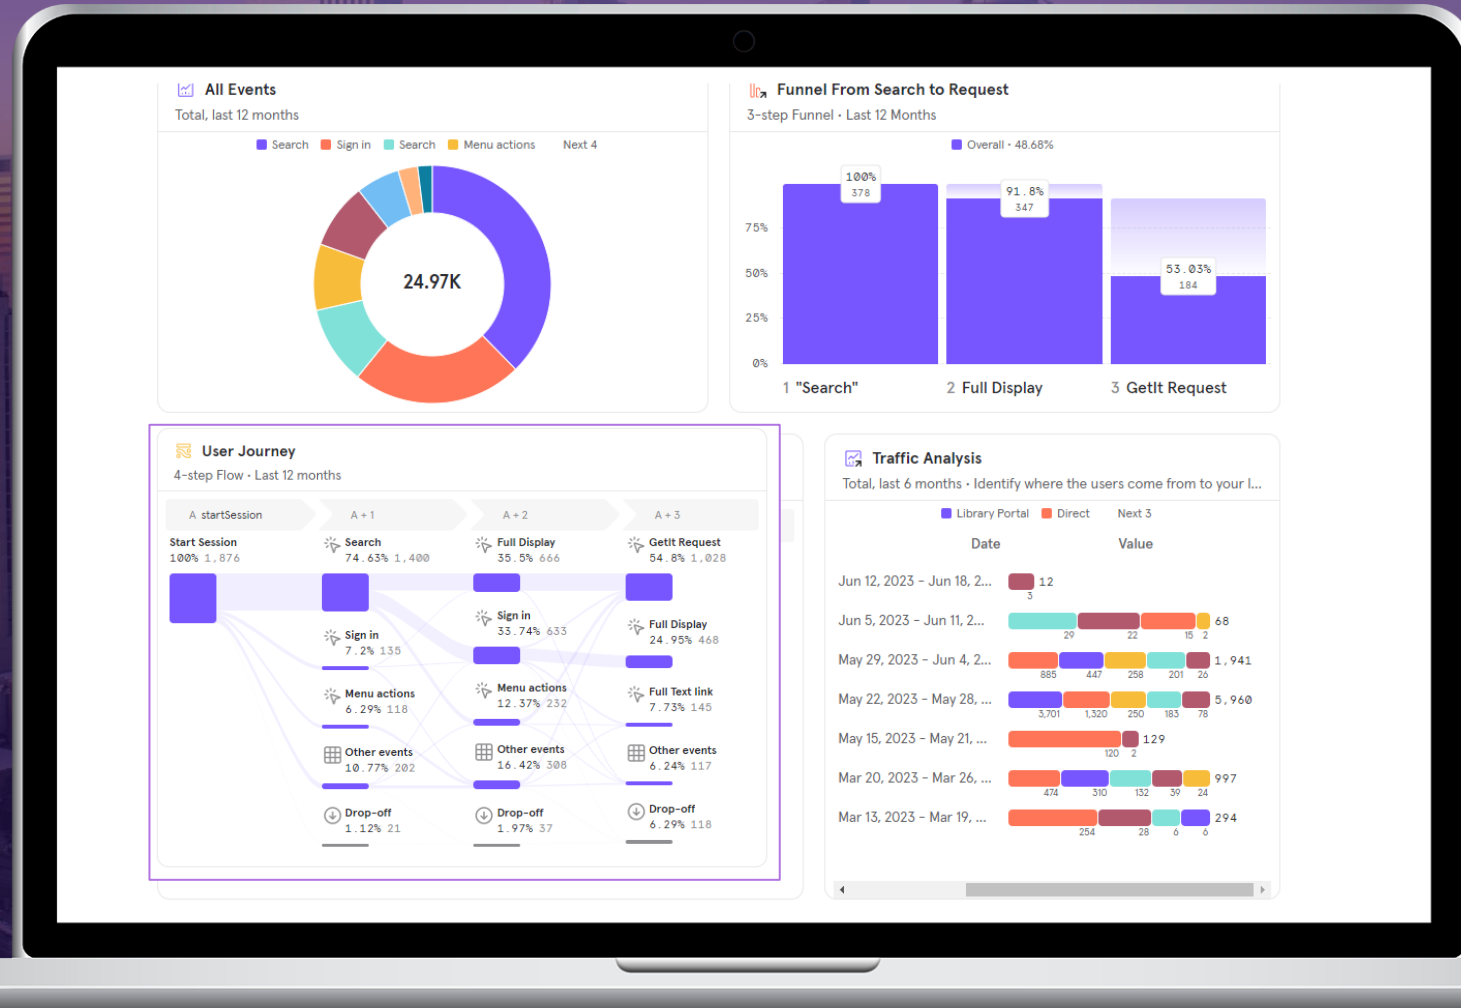 All Events
Total, last 12 months
Search Sign in Search Menu actions Next 4
24.97K
Funnel From Search to Request
3-step Funnel • Last 12 Months
Overall • 48.68%
100%
378
91.8%
347
53.03%
184
75%
50%
25%
0%
1 "Search" 2 Full Display 3 GetIt Request
User Journey
4-step Flow • Last 12 months
A startSession A + 1 A + 2 A + 3
Start Session
100% 1,876
Search
74.63% 1,400
Sign in
7.2% 135
Menu actions
6.29% 118
Other events
10.77% 202
Drop-off
1.12% 21
Full Display
35.5% 666
Sign in
33.74% 633
Menu actions
12.37% 232
Other events
16.42% 308
Drop-off
1.97% 37
GetIt Request
54.8% 1,028
Full Display
24.95% 468
Full Text link
7.73% 145
Other events
6.24% 117
Drop-off
6.29% 118
Traffic Analysis
Total, last 6 months • Identify where the users come from to your l...
Library Portal Direct Next 3
Date Value
Jun 12, 2023 - Jun 18, 2... 12
3
Jun 5, 2023 - Jun 11, 2... 68
29 22 15 2
May 29, 2023 - Jun 4, 2... 1,941
885 447 258 201 26
May 22, 2023 - May 28, ... 5,960
3,701 1,320 250 183 78
May 15, 2023 - May 21, ... 129
120 2
Mar 20, 2023 - Mar 26, ... 997
474 310 132 39 24
Mar 13, 2023 - Mar 19, ... 294
254 28 6 6